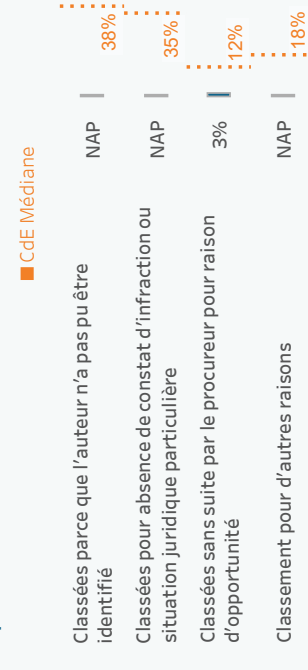 CdE Médiane
Classées parce que l'auteur n'a pas pu être
identifié
NAP
38%
Classées pour absence de constat d'infraction ou
situation juridique particulière
NAP
35%
Classées sans suite par le procureur pour raison
d'opportunité
3%
12%
Classement pour d'autres raisons
NAP
18%